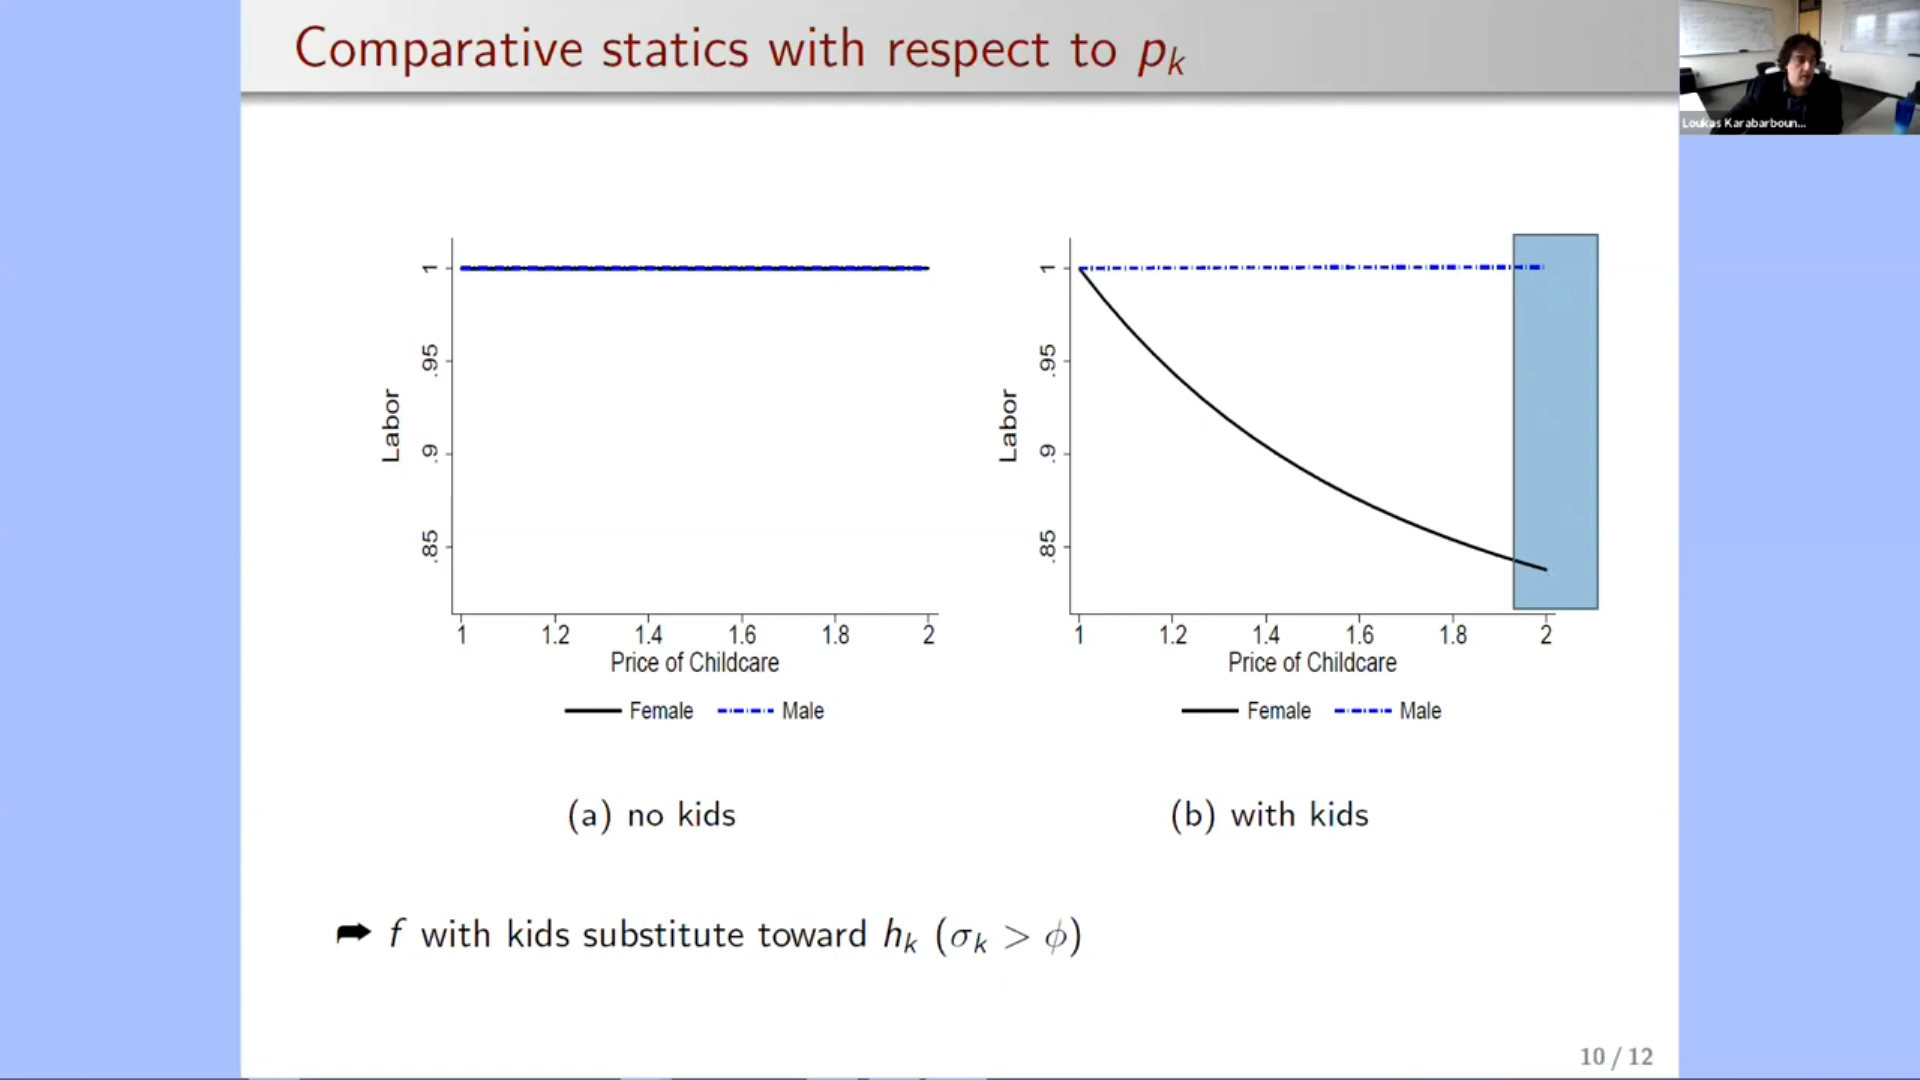 Comparative statics with respect to pₖ
Loukas Karabarboun...
1
.95
.9
.85
Labor
1 1.2 1.4 1.6 1.8 2
Price of Childcare
Female Male
(a) no kids
1
.95
.9
.85
Labor
1 1.2 1.4 1.6 1.8 2
Price of Childcare
Female Male
(b) with kids
➦ f with kids substitute toward hₖ (σₖ > ϕ)
10 / 12